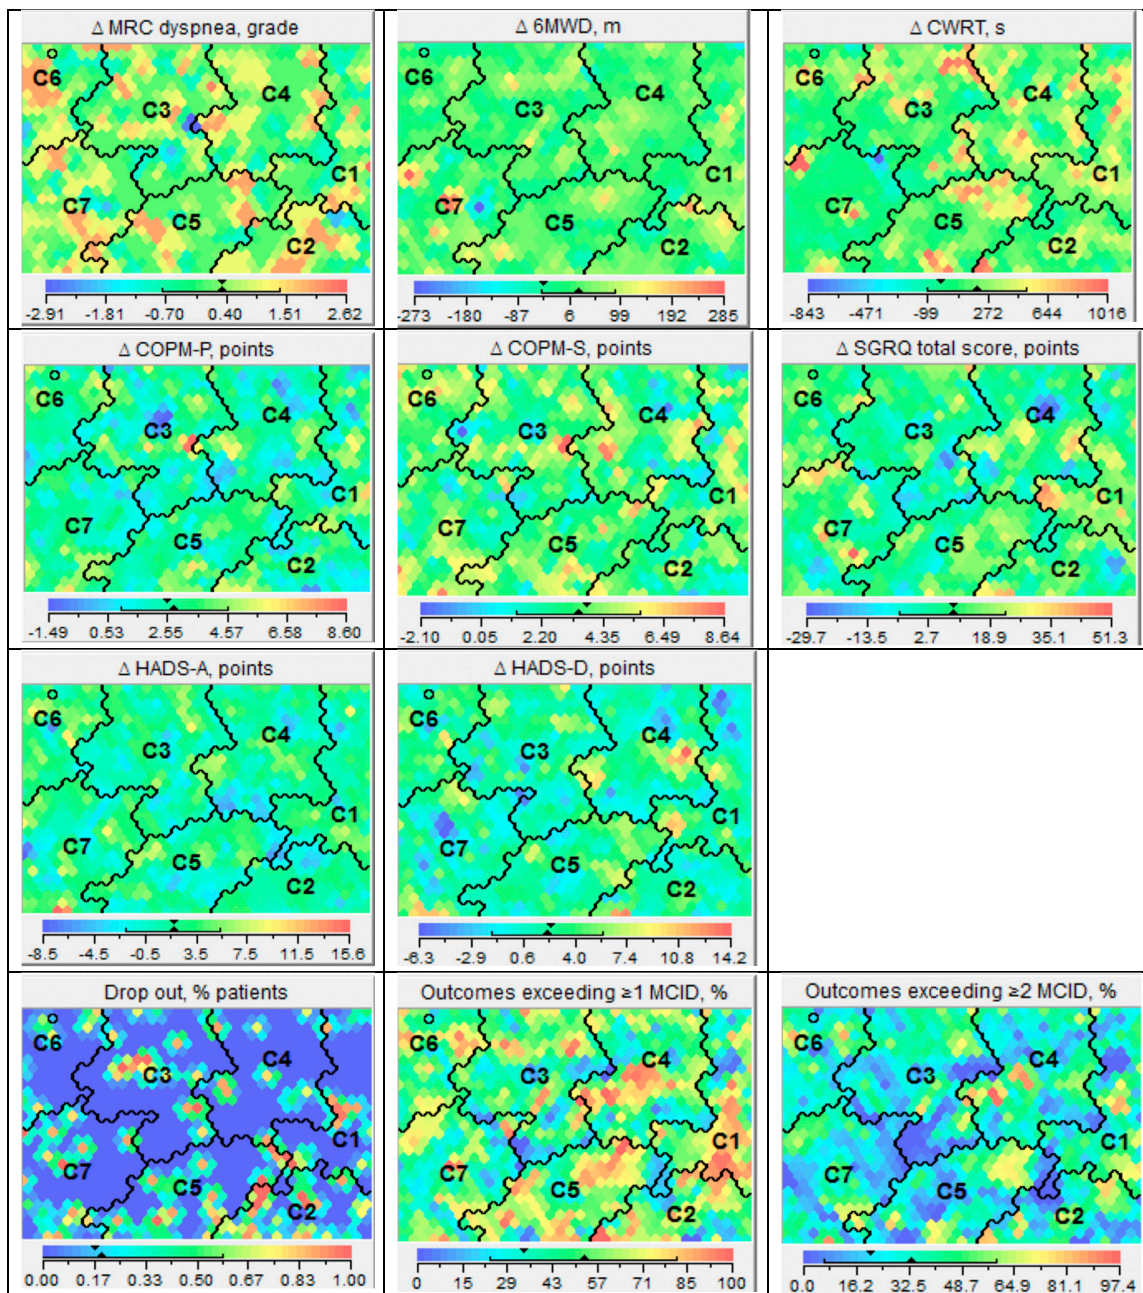 Δ MRC dyspnea, grade
C6
C3
C4
C1
C7
C5
C2
-2.91 -1.81 -0.70 0.40 1.51 2.62
Δ 6MWD, m
C6
C3
C4
C1
C7
C5
C2
-273 -180 -87 6 99 192 285
Δ CWRT, s
C6
C3
C4
C1
C7
C5
C2
-843 -471 -99 272 644 1016
Δ COPM-P, points
C6
C3
C4
C1
C7
C5
C2
-1.49 0.53 2.55 4.57 6.58 8.60
Δ COPM-S, points
C6
C3
C4
C1
C7
C5
C2
-2.10 0.05 2.20 4.35 6.49 8.64
Δ SGRQ total score, points
C6
C3
C4
C1
C7
C5
C2
-29.7 -13.5 2.7 18.9 35.1 51.3
Δ HADS-A, points
C6
C3
C4
C1
C7
C5
C2
-8.5 -4.5 -0.5 3.5 7.5 11.5 15.6
Δ HADS-D, points
C6
C3
C4
C1
C7
C5
C2
-6.3 -2.9 0.6 4.0 7.4 10.8 14.2
Drop out, % patients
C6
C3
C4
C1
C7
C5
C2
0.00 0.17 0.33 0.50 0.67 0.83 1.00
Outcomes exceeding ≥1 MCID, %
C6
C3
C4
C1
C7
C5
C2
0 15 29 43 57 71 85 100
Outcomes exceeding ≥2 MCID, %
C6
C3
C4
C1
C7
C5
C2
0.0 16.2 32.5 48.7 64.9 81.1 97.4